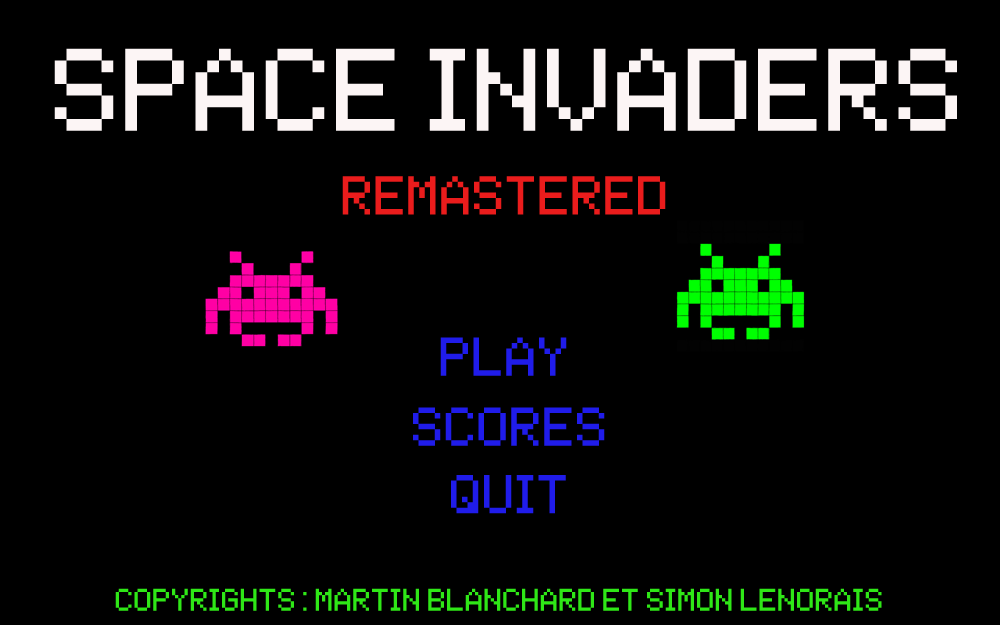 SPACE INVADERS
REMASTERED
PLAY
SCORES
QUIT
COPYRIGHTS : MARTIN BLANCHARD ET SIMON LENORAIS